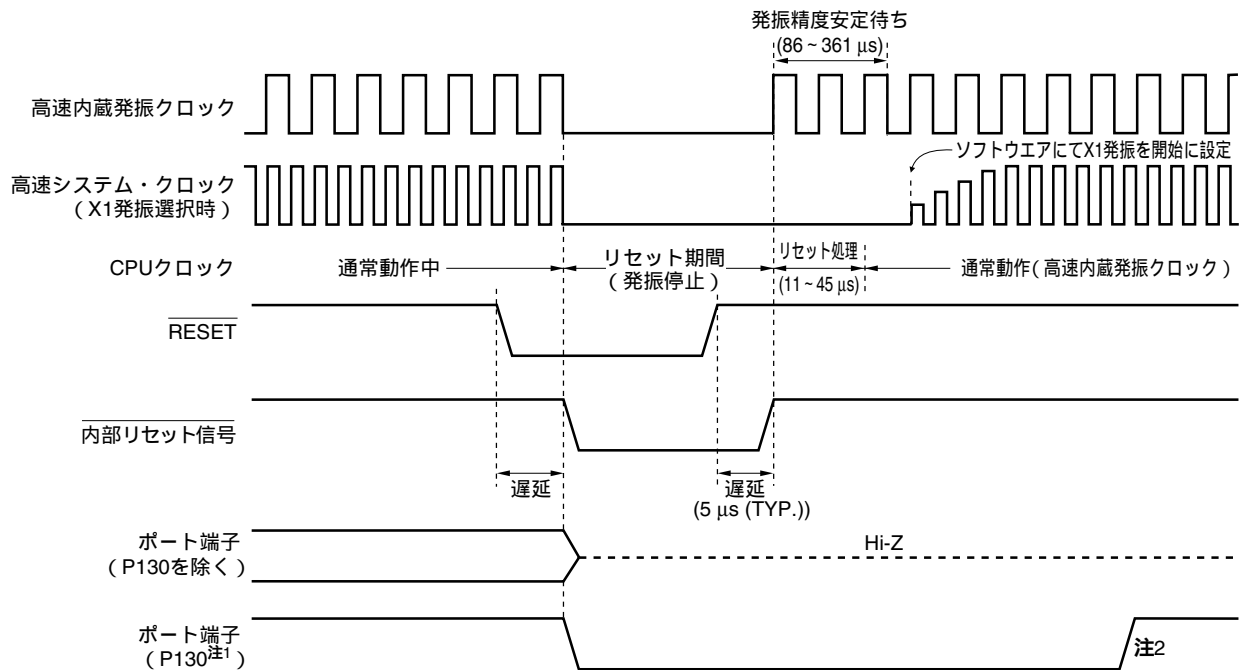 発振精度安定待ち
(86 ~ 361 μs)
高速内蔵発振クロック
ソフトウエアにてX1発振を開始に設定
高速システム・クロック
(X1発振選択時)
CPUクロック
通常動作中
リセット期間
(発振停止)
リセット処理
(11 ~ 45 μs)
通常動作(高速内蔵発振クロック)
RESET
内部リセット信号
遅延
遅延
(5 μs (TYP.))
ポート端子
(P130を除く)
Hi-Z
ポート端子
(P130注1)
注2